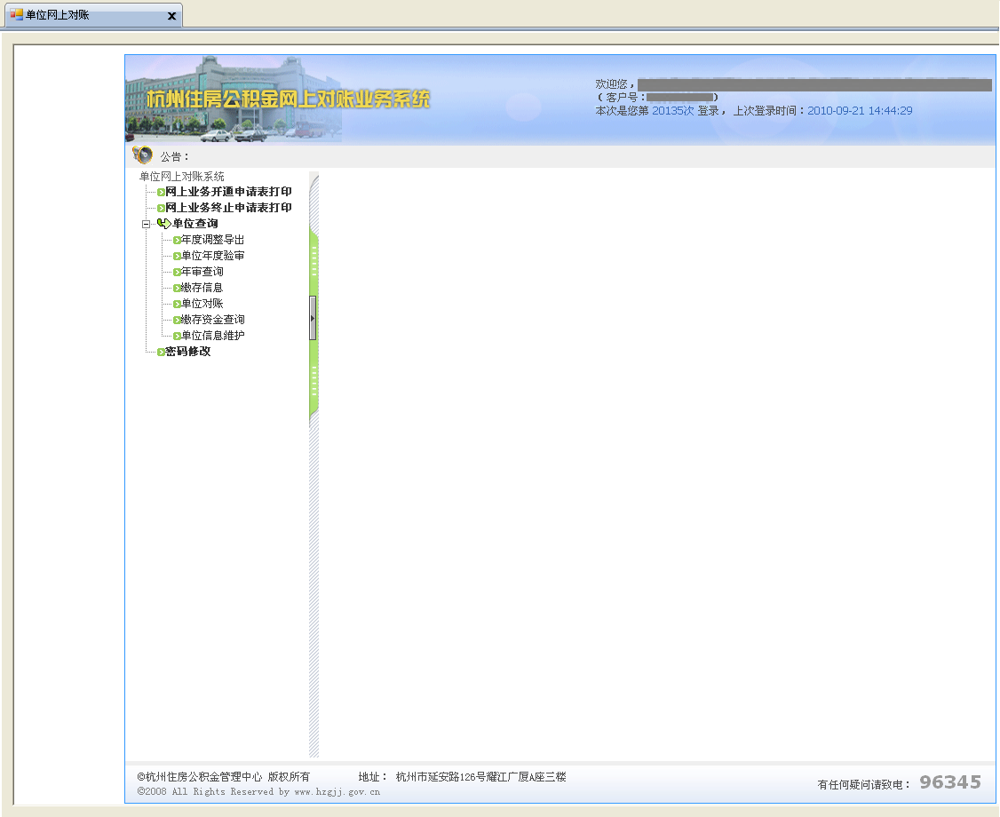 单位网上对账
杭州住房公积金网上对账业务系统
欢迎您，
（ 客户号：）
本次是您第 20135次 登录， 上次登录时间：2010-09-21 14:44:29
公告：
单位网上对账系统
网上业务开通申请表打印
网上业务终止申请表打印
单位查询
年度调整导出
单位年度验审
年审查询
缴存信息
单位对账
缴存资金查询
单位信息维护
密码修改
©杭州住房公积金管理中心 版权所有 地址： 杭州市延安路126号耀江广厦A座三楼
©2008 All Rights Reserved by www.hzgjj.gov.cn
有任何疑问请致电： 96345